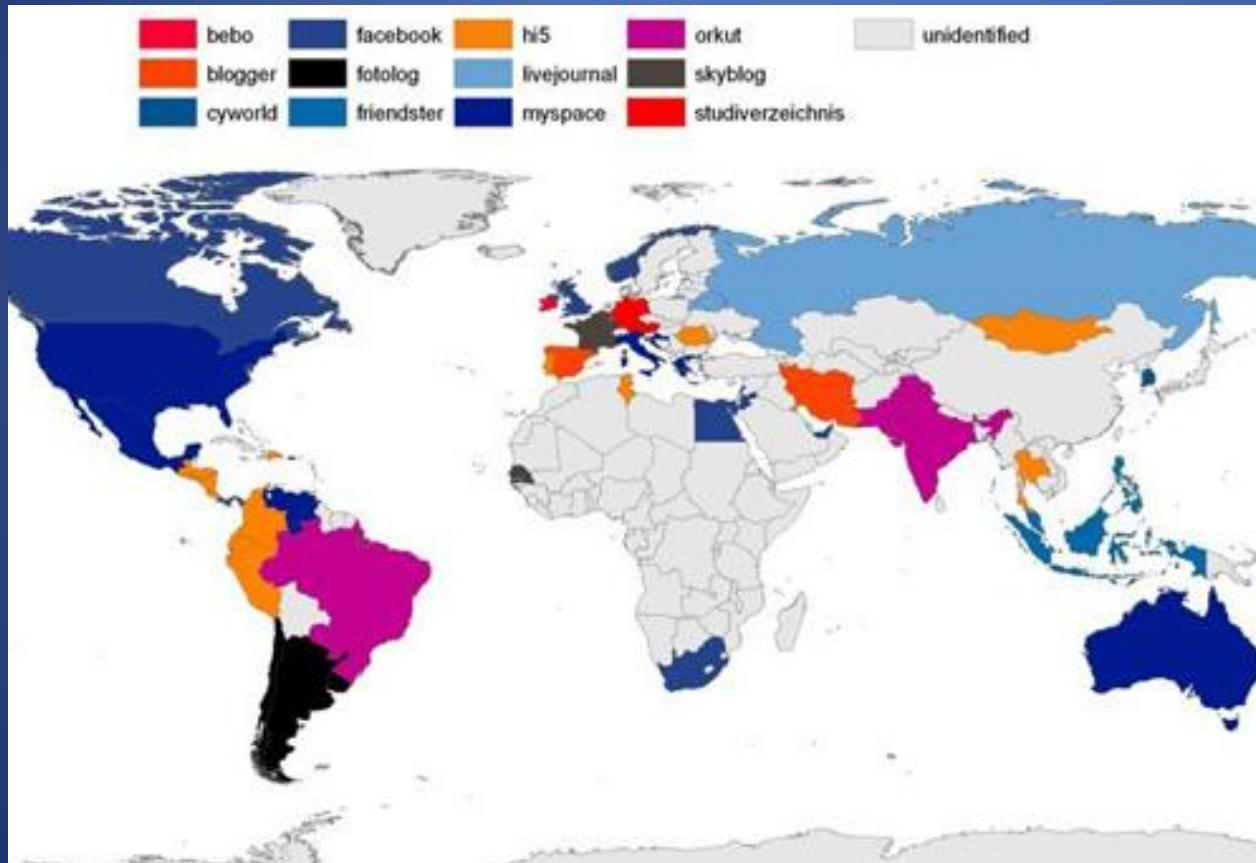 bebo facebook hi5 orkut unidentified
blogger fotolog livejournal skyblog
cyworld friendster myspace studiverzeichnis